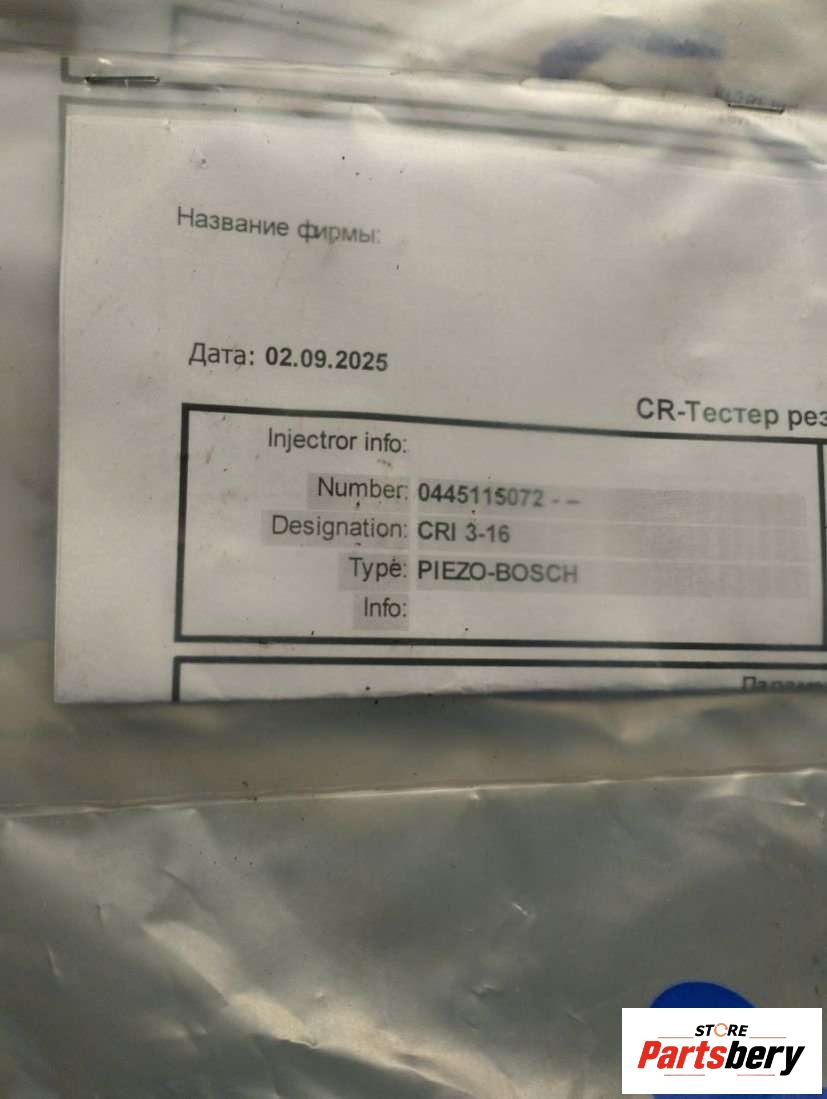 Название фирмы:
Дата: 02.09.2025
CR-Тестер рез
Injectror info:
Number: 0445115072 - –
Designation: CRI 3-16
Type: PIEZO-BOSCH
Info:
STORE
Partsbery